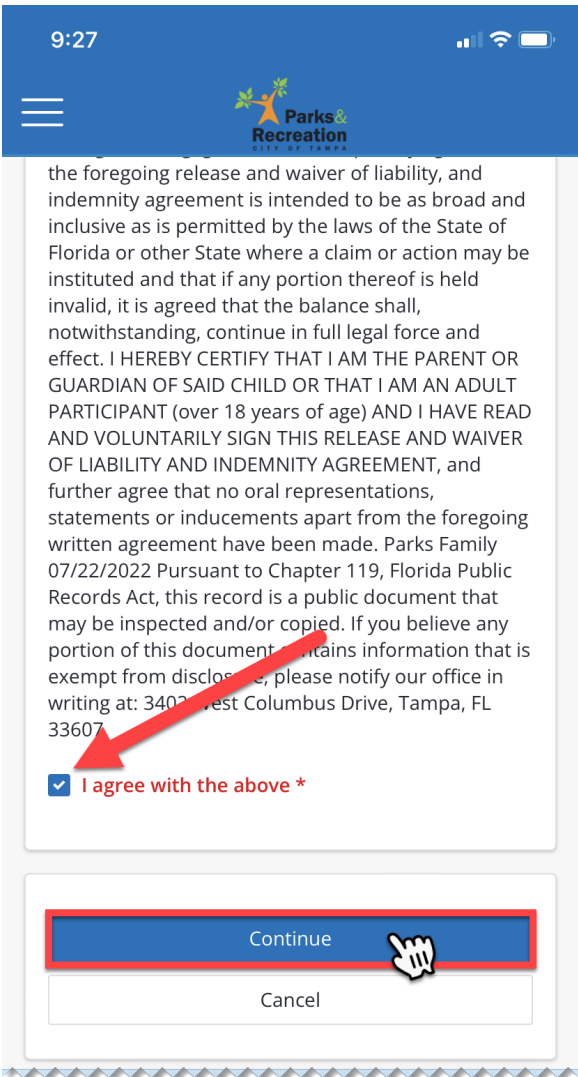 9:27
Parks&
Recreation
CITY OF TAMPA
the foregoing release and waiver of liability, and
indemnity agreement is intended to be as broad and
inclusive as is permitted by the laws of the State of
Florida or other State where a claim or action may be
instituted and that if any portion thereof is held
invalid, it is agreed that the balance shall,
notwithstanding, continue in full legal force and
effect. I HEREBY CERTIFY THAT I AM THE PARENT OR
GUARDIAN OF SAID CHILD OR THAT I AM AN ADULT
PARTICIPANT (over 18 years of age) AND I HAVE READ
AND VOLUNTARILY SIGN THIS RELEASE AND WAIVER
OF LIABILITY AND INDEMNITY AGREEMENT, and
further agree that no oral representations,
statements or inducements apart from the foregoing
written agreement have been made. Parks Family
07/22/2022 Pursuant to Chapter 119, Florida Public
Records Act, this record is a public document that
may be inspected and/or copied. If you believe any
portion of this document contains information that is
exempt from disclosure, please notify our office in
writing at: 3402 West Columbus Drive, Tampa, FL
33607
I agree with the above *
Continue
Cancel